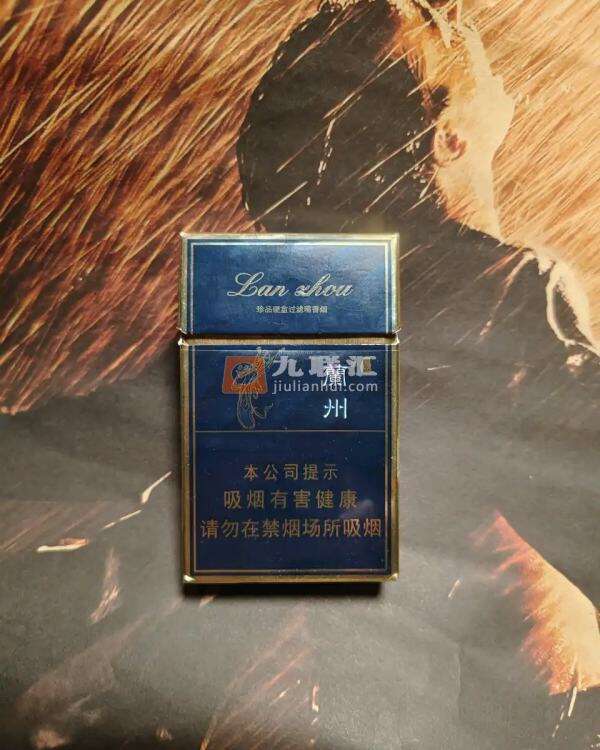 Lan zhou
珍品硬盒过滤嘴香烟
九联汇
jiulianhui.com
蘭
州
本公司提示
吸烟有害健康
请勿在禁烟场所吸烟